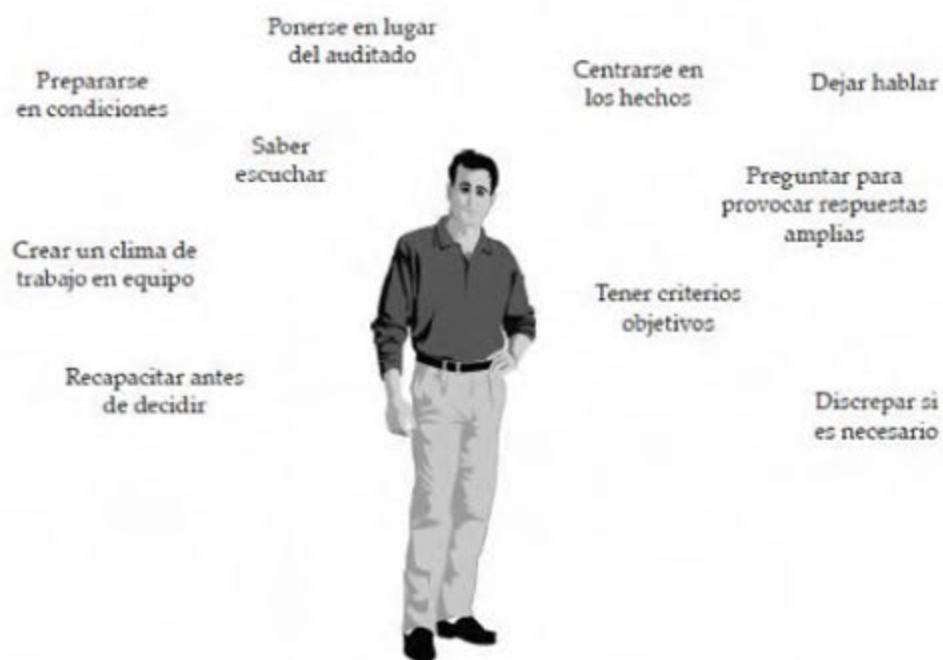 Ponerse en lugar
del auditado
Prepararse
en condiciones
Centrarse en
los hechos
Dejar hablar
Saber
escuchar
Preguntar para
provocar respuestas
amplias
Crear un clima de
trabajo en equipo
Tener criterios
objetivos
Recapacitar antes
de decidir
Discrepar si
es necesario